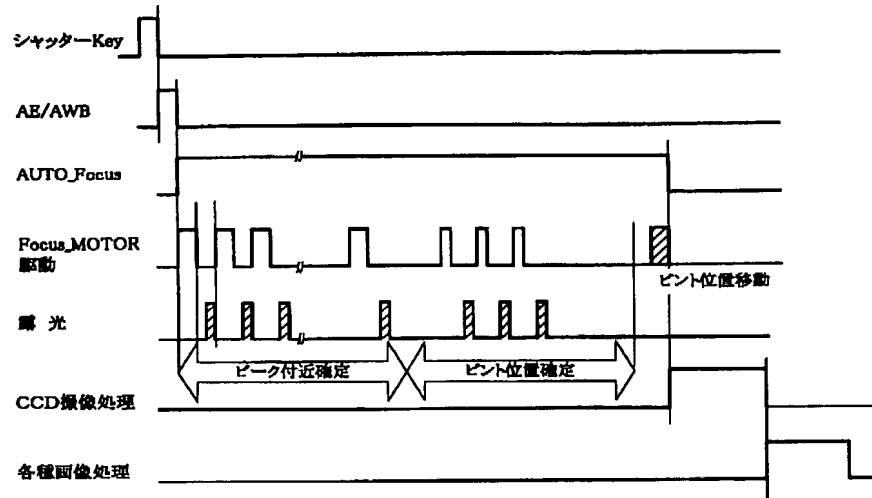 シャッターKey
AE/AWB
AUTO_Focus
Focus_MOTOR
駆動
ピント位置移動
露 光
ピーク付近確定
ピント位置確定
CCD撮像処理
各種画像処理